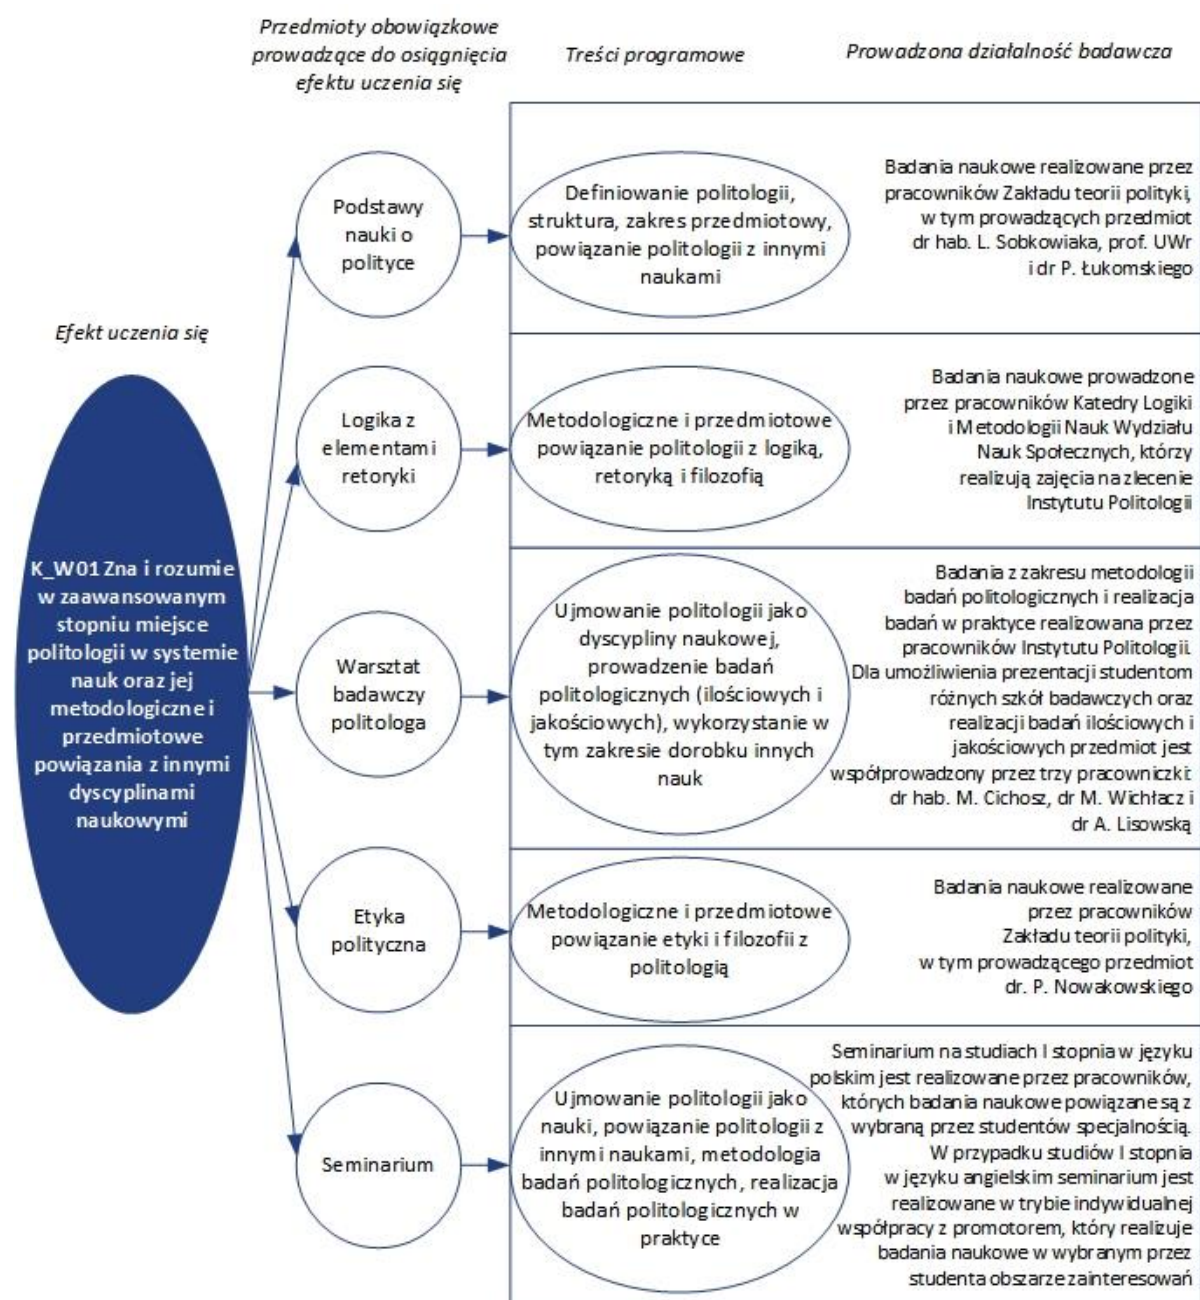 Przedmioty obowiązkowe
prowadzące do osiągnięcia
efektu uczenia się
Treści programowe
Prowadzona działalność badawcza
Efekt uczenia się
K_W01 Zna i rozumie
w zaawansowanym
stopniu miejsce
politologii w systemie
nauk oraz jej
metodologiczne i
przedmiotowe
powiązania z innymi
dyscyplinami
naukowymi
Podstawy
nauki o
polityce
Definiowanie politologii,
struktura, zakres przedmiotowy,
powiązanie politologii z innymi
naukami
Badania naukowe realizowane przez
pracowników Zakładu teorii polityki,
w tym prowadzących przedmiot
dr hab. L. Sobkowiaka, prof. UWr
i dr P. Łukomskiego
Logika z
elementami
retoryki
Metodologiczne i przedmiotowe
powiązanie politologii z logiką,
retoryką i filozofią
Badania naukowe prowadzone
przez pracowników Katedry Logiki
i Metodologii Nauk Wydziału
Nauk Społecznych, którzy
realizują zajęcia na zlecenie
Instytutu Politologii
Warsztat
badawczy
politologa
Ujmowanie politologii jako
dyscypliny naukowej,
prowadzenie badań
politologicznych (ilościowych i
jakościowych), wykorzystanie w
tym zakresie dorobku innych
nauk
Badania z zakresu metodologii
badań politologicznych i realizacja
badań w praktyce realizowana przez
pracowników Instytutu Politologii.
Dla umożliwienia prezentacji studentom
różnych szkół badawczych oraz
realizacji badań ilościowych i
jakościowych przedmiot jest
współprowadzony przez trzy pracowniczki:
dr hab. M. Cichosz, dr M. Wichłacz i
dr A. Lisowską
Etyka
polityczna
Metodologiczne i przedmiotowe
powiązanie etyki i filozofii z
politologią
Badania naukowe realizowane
przez pracowników
Zakładu teorii polityki,
w tym prowadzącego przedmiot
dr. P. Nowakowskiego
Seminarium
Ujmowanie politologii jako
nauki, powiązanie politologii z
innymi naukami, metodologia
badań politologicznych, realizacja
badań politologicznych w
praktyce
Seminarium na studiach I stopnia w języku
polskim jest realizowane przez pracowników,
których badania naukowe powiązane są z
wybraną przez studentów specjalnością.
W przypadku studiów I stopnia
w języku angielskim seminarium jest
realizowane w trybie indywidualnej
współpracy z promotorem, który realizuje
badania naukowe w wybranym przez
studenta obszarze zainteresowań